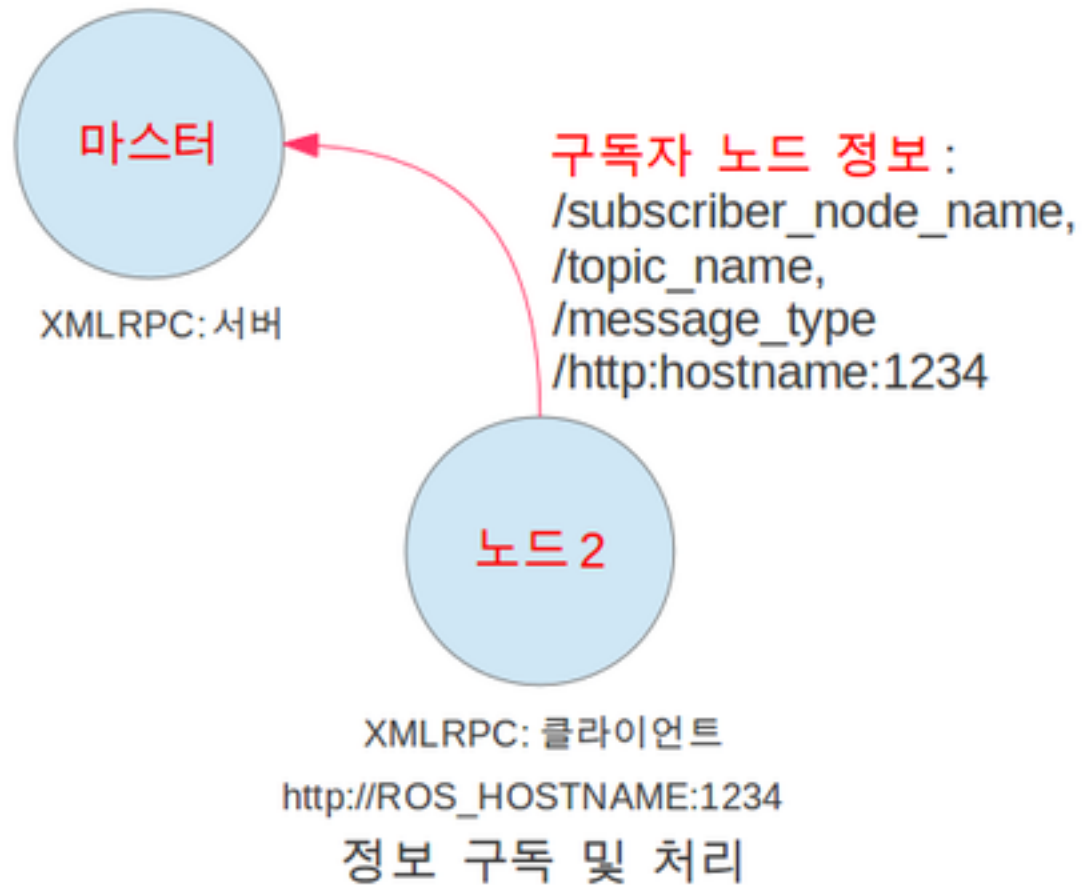 마스터
XMLRPC: 서버
구독자 노드 정보 :
/subscriber_node_name,
/topic_name,
/message_type
/http:hostname:1234
노드 2
XMLRPC: 클라이언트
http://ROS_HOSTNAME:1234
정보 구독 및 처리